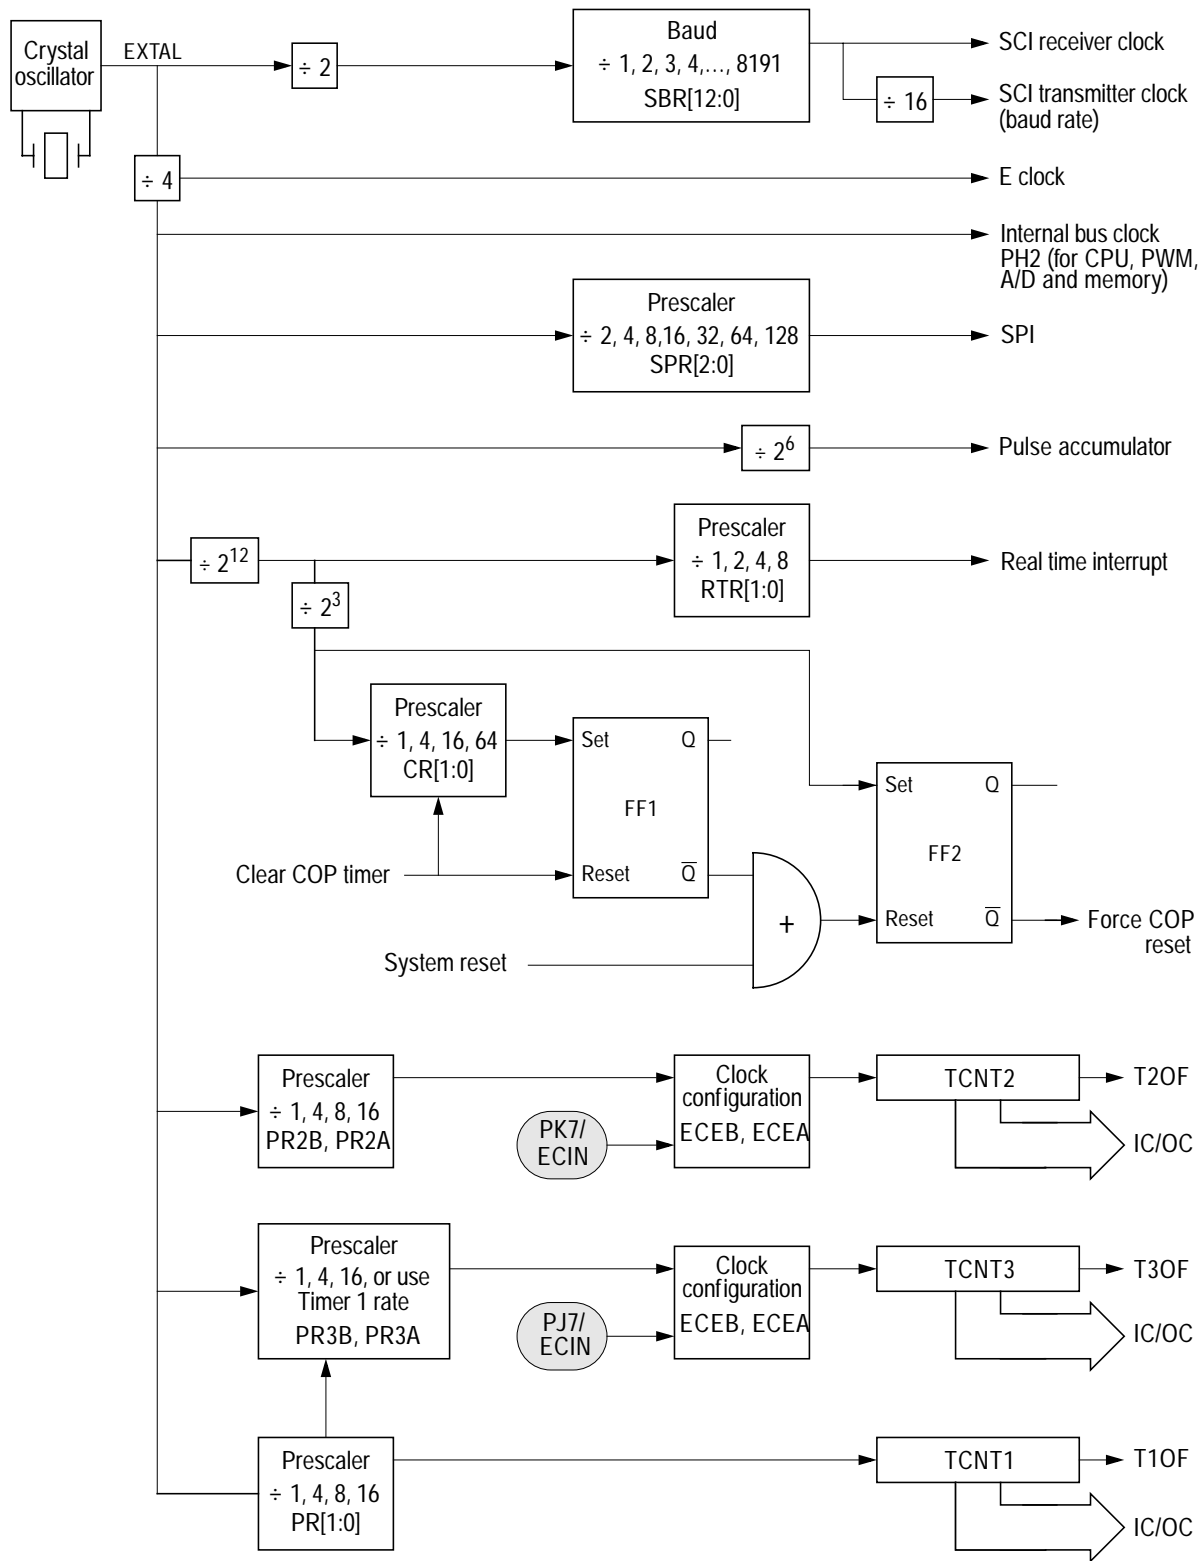 Crystal
oscillator
EXTAL
÷ 2
Baud
÷ 1, 2, 3, 4,..., 8191
SBR[12:0]
SCI receiver clock
÷ 16
SCI transmitter clock
(baud rate)
÷ 4
E clock
Internal bus clock
PH2 (for CPU, PWM,
A/D and memory)
Prescaler
÷ 2, 4, 8,16, 32, 64, 128
SPR[2:0]
SPI
÷ 2⁶
Pulse accumulator
÷ 2¹²
Prescaler
÷ 1, 2, 4, 8
RTR[1:0]
Real time interrupt
÷ 2³
Prescaler
÷ 1, 4, 16, 64
CR[1:0]
Set Q
FF1
Reset Q̅
Clear COP timer
System reset
+
Set Q
FF2
Reset Q̅
Force COP
reset
Prescaler
÷ 1, 4, 8, 16
PR2B, PR2A
PK7/
ECIN
Clock
configuration
ECEB, ECEA
TCNT2
T2OF
IC/OC
Prescaler
÷ 1, 4, 16, or use
Timer 1 rate
PR3B, PR3A
PJ7/
ECIN
Clock
configuration
ECEB, ECEA
TCNT3
T3OF
IC/OC
Prescaler
÷ 1, 4, 8, 16
PR[1:0]
TCNT1
T1OF
IC/OC